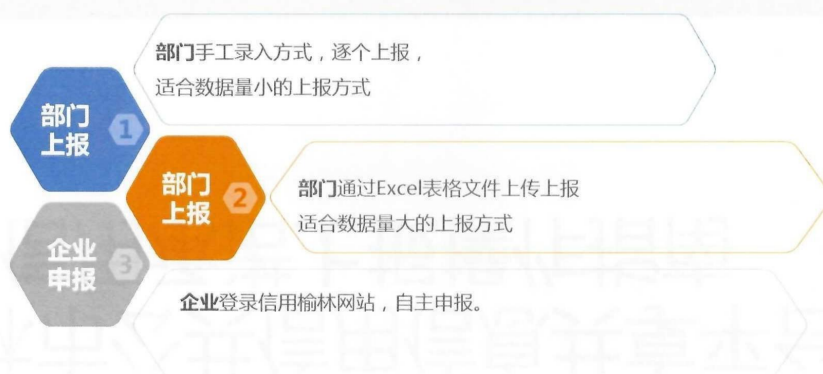 部门手工录入方式，逐个上报，
适合数据量小的上报方式
部门
上报
1
部门
上报
2
部门通过Excel表格文件上传上报
适合数据量大的上报方式
企业
申报
3
企业登录信用榆林网站，自主申报。